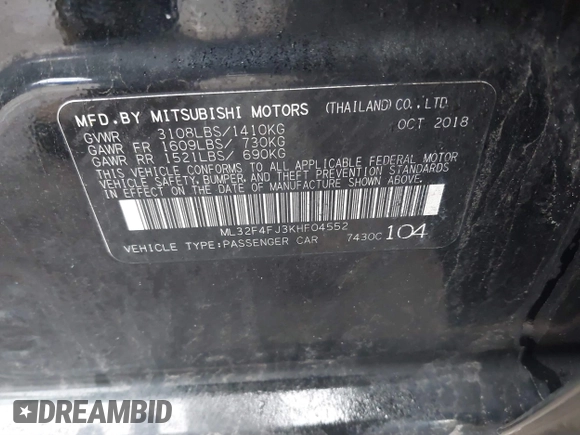 MFD. BY MITSUBISHI MOTORS (THAILAND) CO., LTD.
GVWR 3108LBS/1410KG OCT 2018
GAWR FR 1609LBS/ 730KG
GAWR RR 1521LBS/ 690KG
THIS VEHICLE CONFORMS TO ALL APPLICABLE FEDERAL MOTOR
VEHICLE SAFETY, BUMPER, AND THEFT PREVENTION STANDARDS
IN EFFECT ON THE DATE OF MANUFACTURE SHOWN ABOVE.
ML32F4FJ3KHF04552
VEHICLE TYPE:PASSENGER CAR 7430C 104
DREAMBID